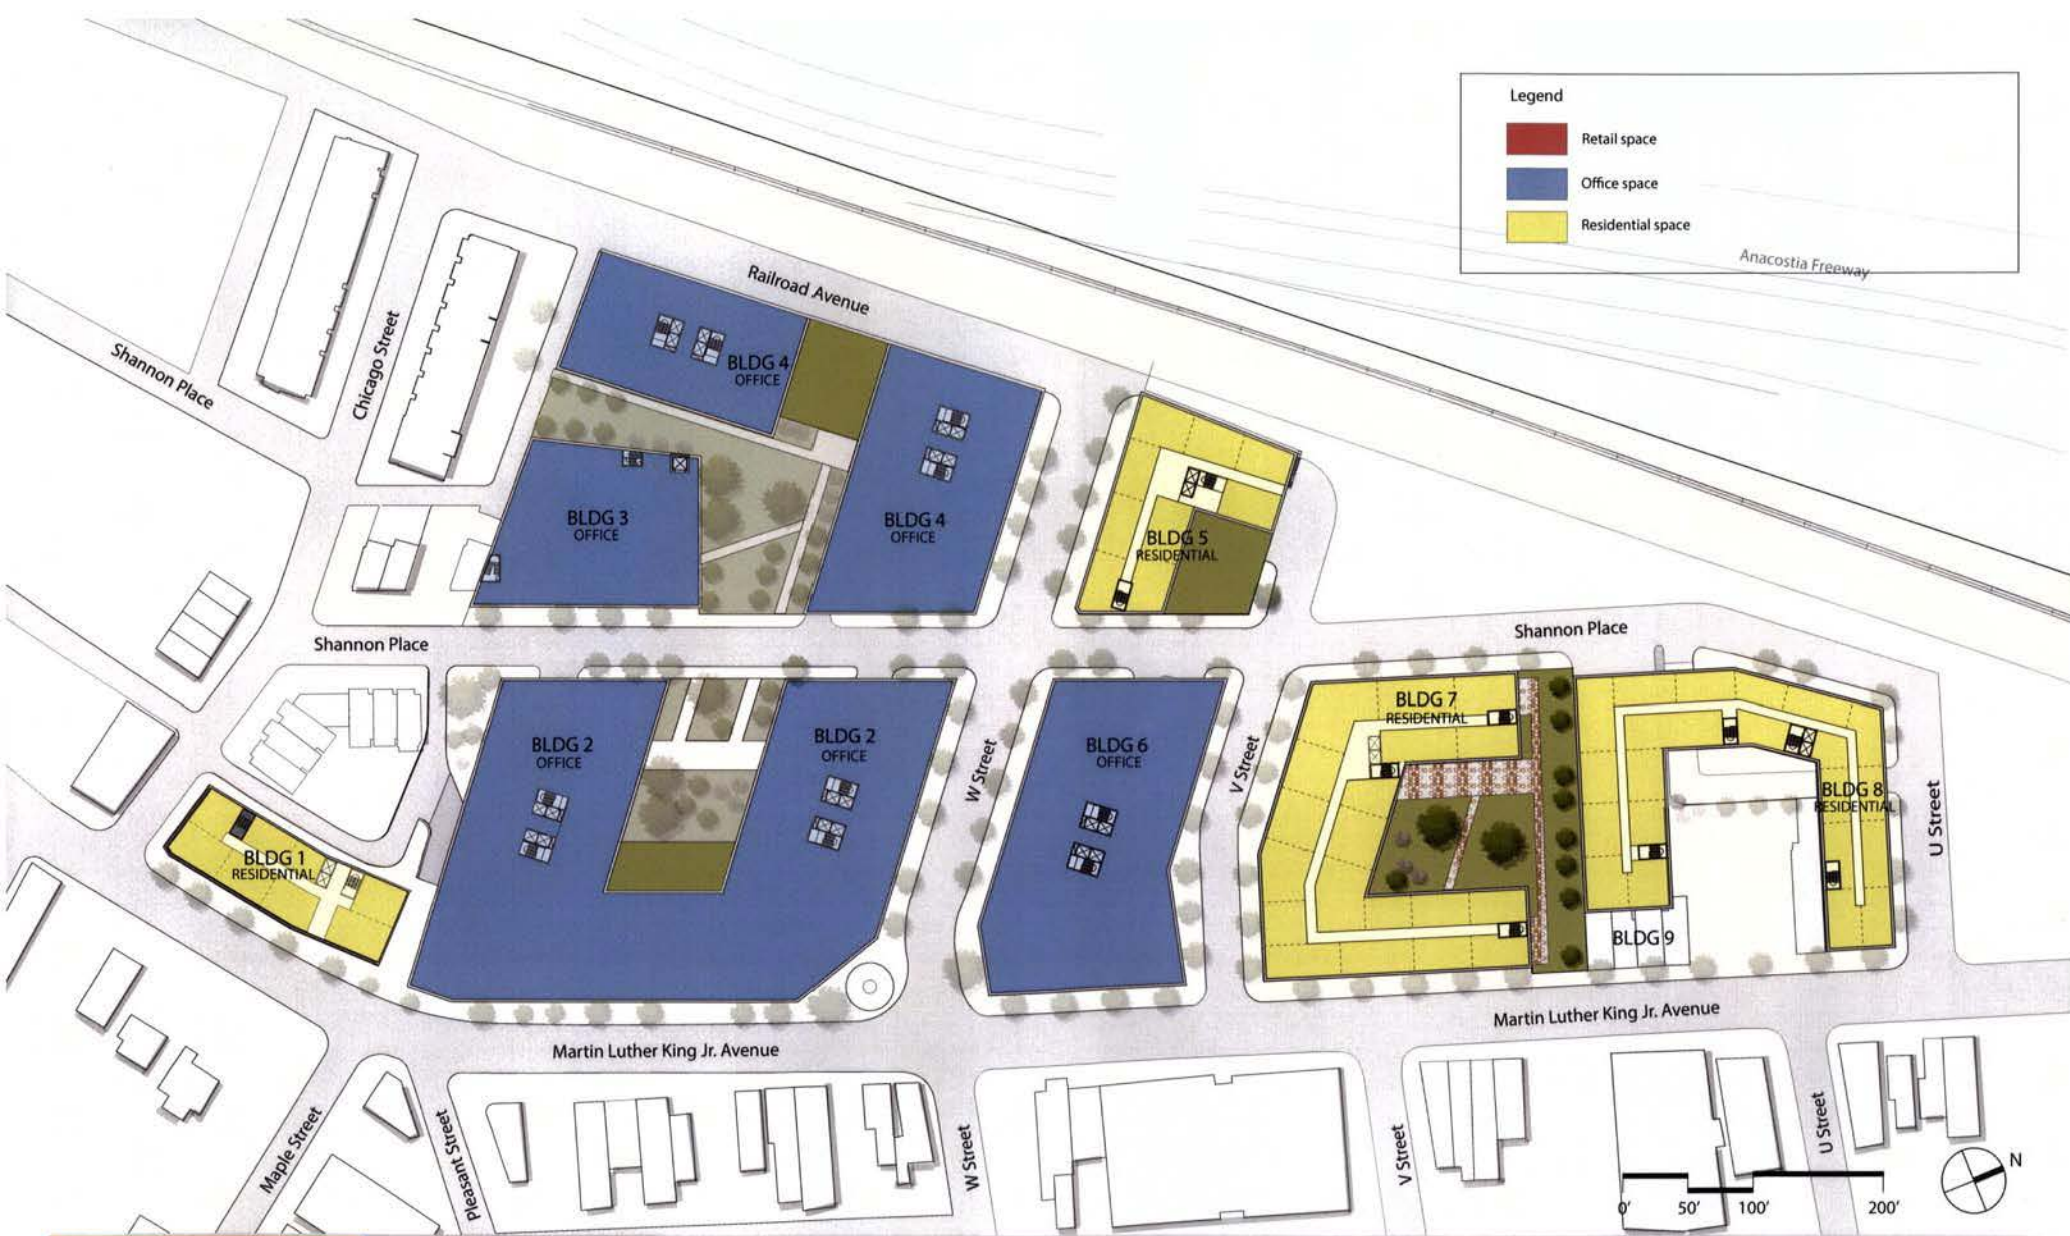 Legend
Retail space
Office space
Residential space
Anacostia Freeway
Railroad Avenue
Shannon Place
Chicago Street
BLDG 4
OFFICE
BLDG 3
OFFICE
BLDG 4
OFFICE
BLDG 5
RESIDENTIAL
Shannon Place
Shannon Place
BLDG 2
OFFICE
BLDG 2
OFFICE
W Street
BLDG 6
OFFICE
V Street
BLDG 7
RESIDENTIAL
BLDG 8
RESIDENTIAL
U Street
BLDG 1
RESIDENTIAL
BLDG 9
Martin Luther King Jr. Avenue
Martin Luther King Jr. Avenue
Maple Street
Pleasant Street
W Street
V Street
U Street
N
0' 50' 100' 200'